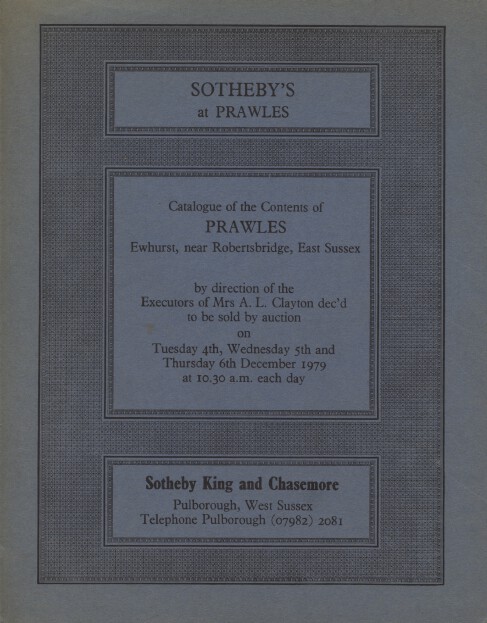 SOTHEBY'S
at PRAWLES
Catalogue of the Contents of
PRAWLES
Ewhurst, near Robertsbridge, East Sussex
by direction of the
Executors of Mrs A. L. Clayton dec'd
to be sold by auction
on
Tuesday 4th, Wednesday 5th and
Thursday 6th December 1979
at 10.30 a.m. each day
Sotheby King and Chasemore
Pulborough, West Sussex
Telephone Pulborough (07982) 2081